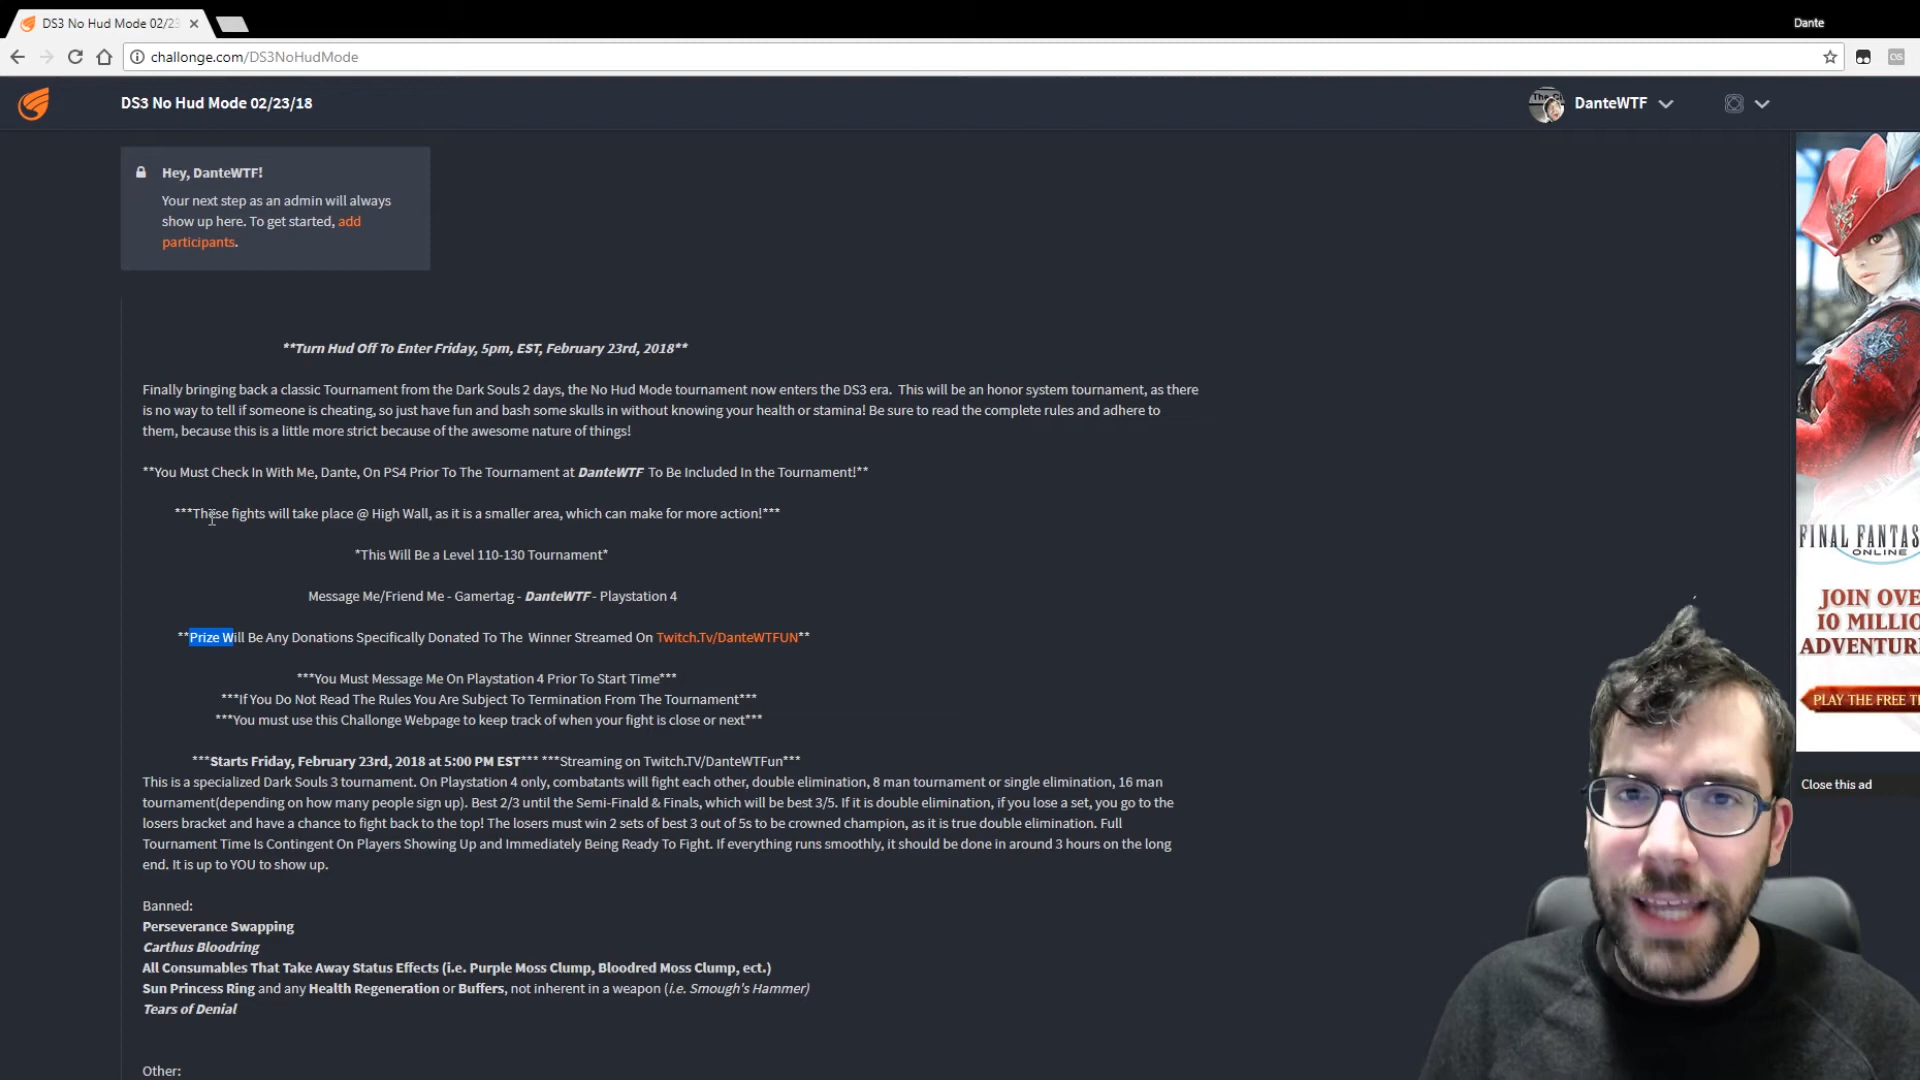 DS3 No Hud Mode 02/23
Dante
challonge.com/DS3NoHudMode
DS3 No Hud Mode 02/23/18
DanteWTF
Hey, DanteWTF!
Your next step as an admin will always
show up here. To get started, add
participants.
**Turn Hud Off To Enter Friday, 5pm, EST, February 23rd, 2018**
Finally bringing back a classic Tournament from the Dark Souls 2 days, the No Hud Mode tournament now enters the DS3 era. This will be an honor system tournament, as there
is no way to tell if someone is cheating, so just have fun and bash some skulls in without knowing your health or stamina! Be sure to read the complete rules and adhere to
them, because this is a little more strict because of the awesome nature of things!
**You Must Check In With Me, Dante, On PS4 Prior To The Tournament at DanteWTF To Be Included In the Tournament!**
***These fights will take place @ High Wall, as it is a smaller area, which can make for more action!***
*This Will Be a Level 110-130 Tournament*
Message Me/Friend Me - Gamertag - DanteWTF - Playstation 4
**Prize Will Be Any Donations Specifically Donated To The Winner Streamed On Twitch.Tv/DanteWTFUN**
***You Must Message Me On Playstation 4 Prior To Start Time***
***If You Do Not Read The Rules You Are Subject To Termination From The Tournament***
***You must use this Challonge Webpage to keep track of when your fight is close or next***
***Starts Friday, February 23rd, 2018 at 5:00 PM EST*** ***Streaming on Twitch.TV/DanteWTFun***
This is a specialized Dark Souls 3 tournament. On Playstation 4 only, combatants will fight each other, double elimination, 8 man tournament or single elimination, 16 man
tournament(depending on how many people sign up). Best 2/3 until the Semi-Finald & Finals, which will be best 3/5. If it is double elimination, if you lose a set, you go to the
losers bracket and have a chance to fight back to the top! The losers must win 2 sets of best 3 out of 5s to be crowned champion, as it is true double elimination. Full
Tournament Time Is Contingent On Players Showing Up and Immediately Being Ready To Fight. If everything runs smoothly, it should be done in around 3 hours on the long
end. It is up to YOU to show up.
Banned:
Perseverance Swapping
Carthus Bloodring
All Consumables That Take Away Status Effects (i.e. Purple Moss Clump, Bloodred Moss Clump, ect.)
Sun Princess Ring and any Health Regeneration or Buffers, not inherent in a weapon (i.e. Smough's Hammer)
Tears of Denial
Other:
FINAL FANTAS
ONLINE
JOIN OVE
10 MILLIO
ADVENTUR
PLAY THE FREE T
Close this ad